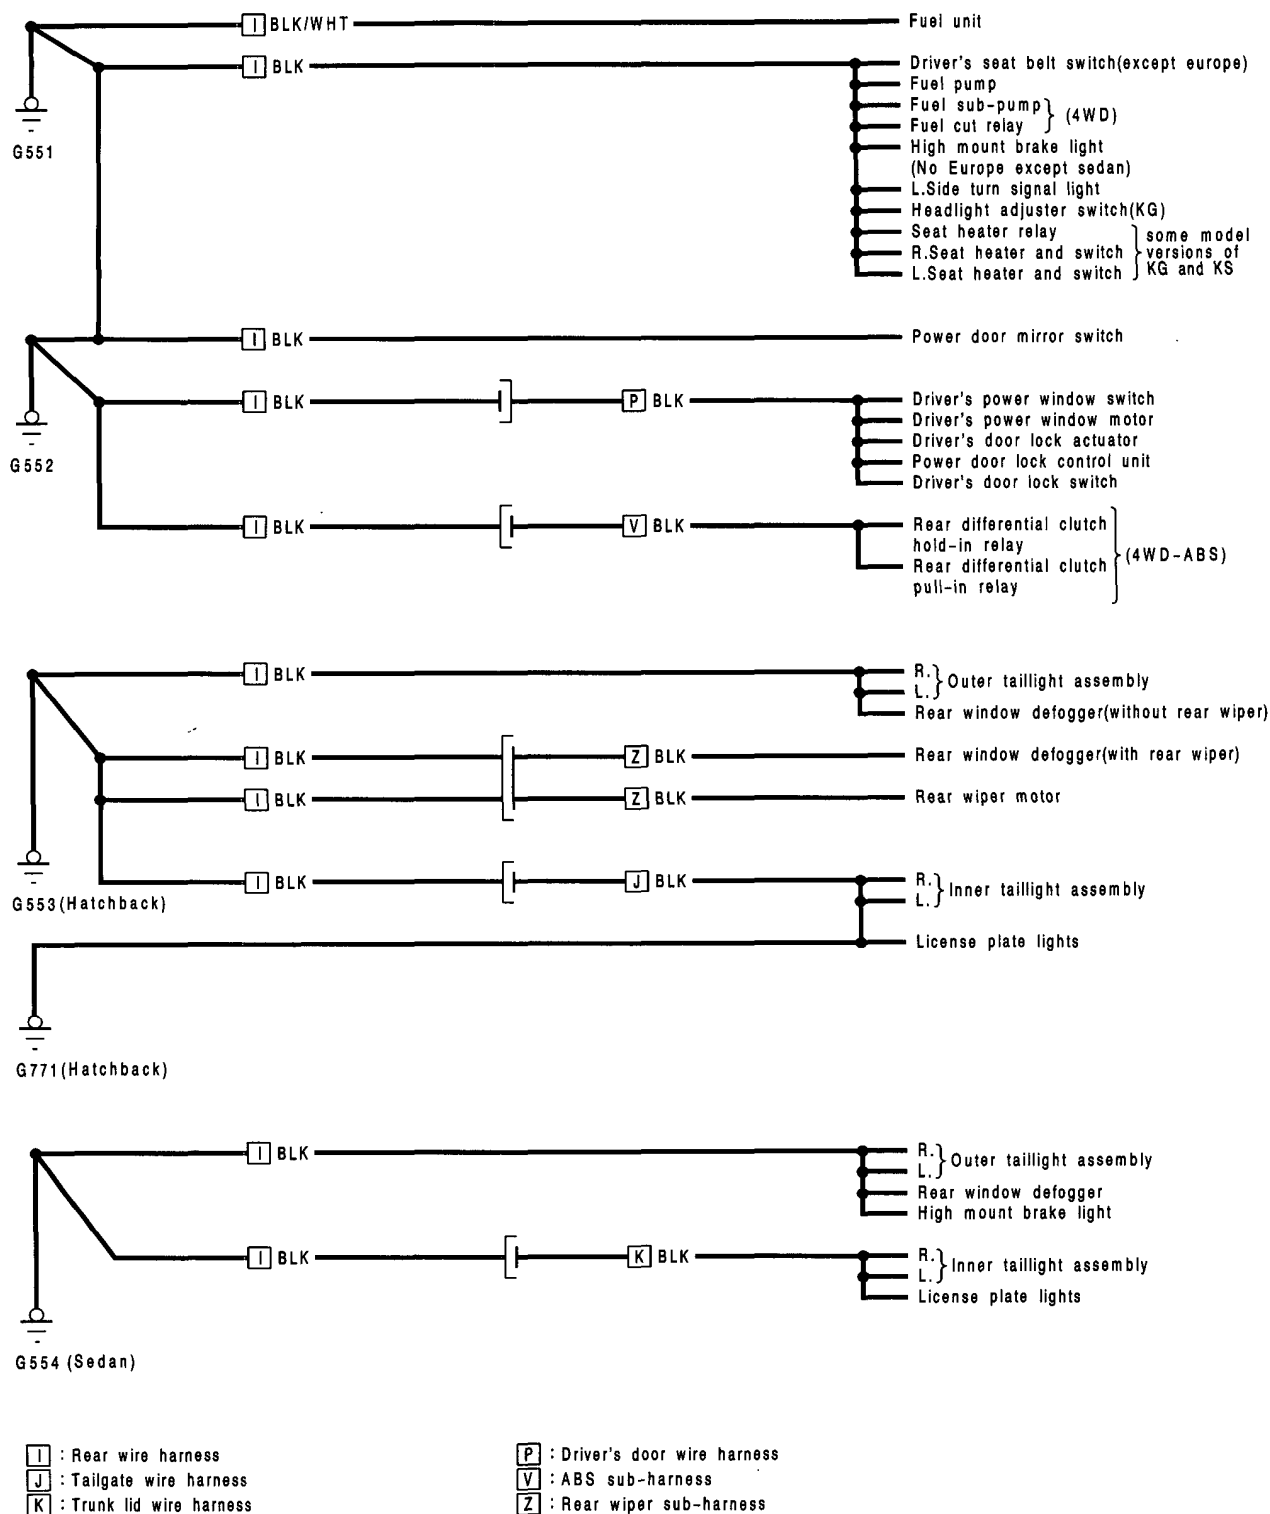 I BLK/WHT Fuel unit
I BLK Driver's seat belt switch(except europe)
Fuel pump
Fuel sub-pump
Fuel cut relay
(4WD)
High mount brake light
(No Europe except sedan)
L.Side turn signal light
Headlight adjuster switch(KG)
Seat heater relay
R.Seat heater and switch
L.Seat heater and switch
some model
versions of
KG and KS
G551
I BLK Power door mirror switch
I BLK P BLK Driver's power window switch
Driver's power window motor
Driver's door lock actuator
Power door lock control unit
Driver's door lock switch
G552
I BLK V BLK Rear differential clutch
hold-in relay
Rear differential clutch
pull-in relay
(4WD-ABS)
I BLK R.
L.
Outer taillight assembly
Rear window defogger(without rear wiper)
I BLK Z BLK Rear window defogger(with rear wiper)
I BLK Z BLK Rear wiper motor
I BLK J BLK R.
L.
Inner taillight assembly
G553(Hatchback)
License plate lights
G771(Hatchback)
I BLK R.
L.
Outer taillight assembly
Rear window defogger
High mount brake light
I BLK K BLK R.
L.
Inner taillight assembly
License plate lights
G554 (Sedan)
I : Rear wire harness
J : Tailgate wire harness
K : Trunk lid wire harness
P : Driver's door wire harness
V : ABS sub-harness
Z : Rear wiper sub-harness